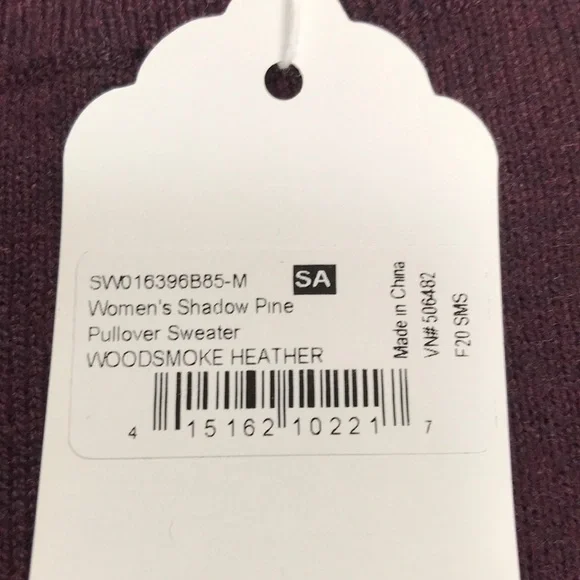 SW016396B85-M
SA
Women's Shadow Pine
Pullover Sweater
WOODSMOKE HEATHER
4 15162 10221 7
Made in China
VN# 506482
F20 SMS